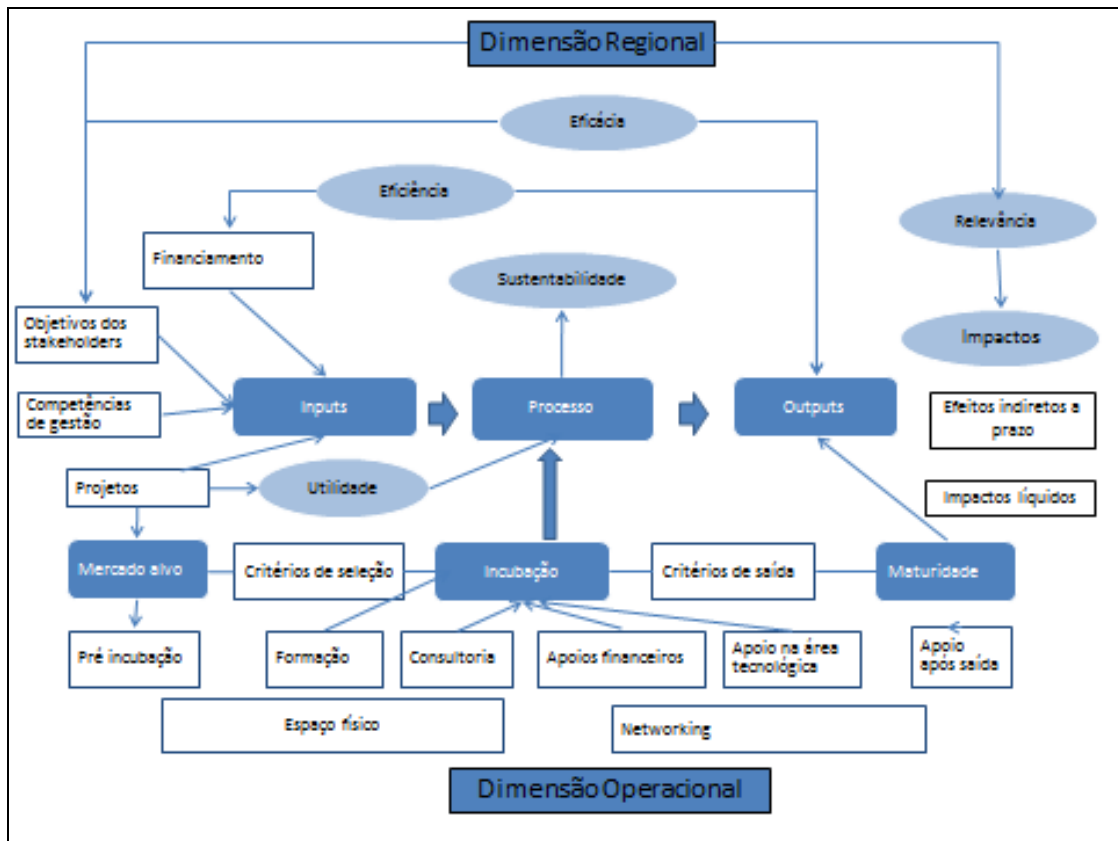 Dimensão Regional
Eficácia
Eficiência
Relevância
Financiamento
Sustentabilidade
Objetivos dos
stakeholders
Impactos
Competências
de gestão
Inputs
Processo
Outputs
Efeitos indiretos a
prazo
Projetos
Utilidade
Impactos líquidos
Mercado alvo
Critérios de seleção
Incubação
Critérios de saída
Maturidade
Pré incubação
Formação
Consultoria
Apoios financeiros
Apoio na área
tecnológica
Apoio
após saída
Espaço físico
Networking
Dimensão Operacional